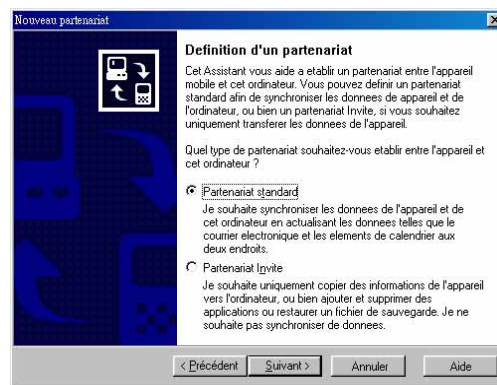 Nouveau partenariat
Definition d'un partenariat
Cet Assistant vous aide a etablir un partenariat entre l'appareil
mobile et cet ordinateur. Vous pouvez definir un partenariat
standard afin de synchroniser les donnees de appareil et de
l'ordinateur, ou bien un partenariat Invite, si vous souhaitez
uniquement transferer les donnees de l'appareil.
Quel type de partenariat souhaitez-vous etablir entre l'appareil et
cet ordinateur ?
Partenariat standard
Je souhaite synchroniser les donnees de l'appareil et de
cet ordinateur en actualisant les donnees telles que le
courrier electronique et les elements de calendrier aux
deux endroits.
Partenariat Invite
Je souhaite uniquement copier des informations de l'appareil
vers l'ordinateur, ou bien ajouter et supprimer des
applications ou restaurer un fichier de sauvegarde. Je ne
souhaite pas synchroniser de donnees.
< Précédent Suivant > Annuler Aide